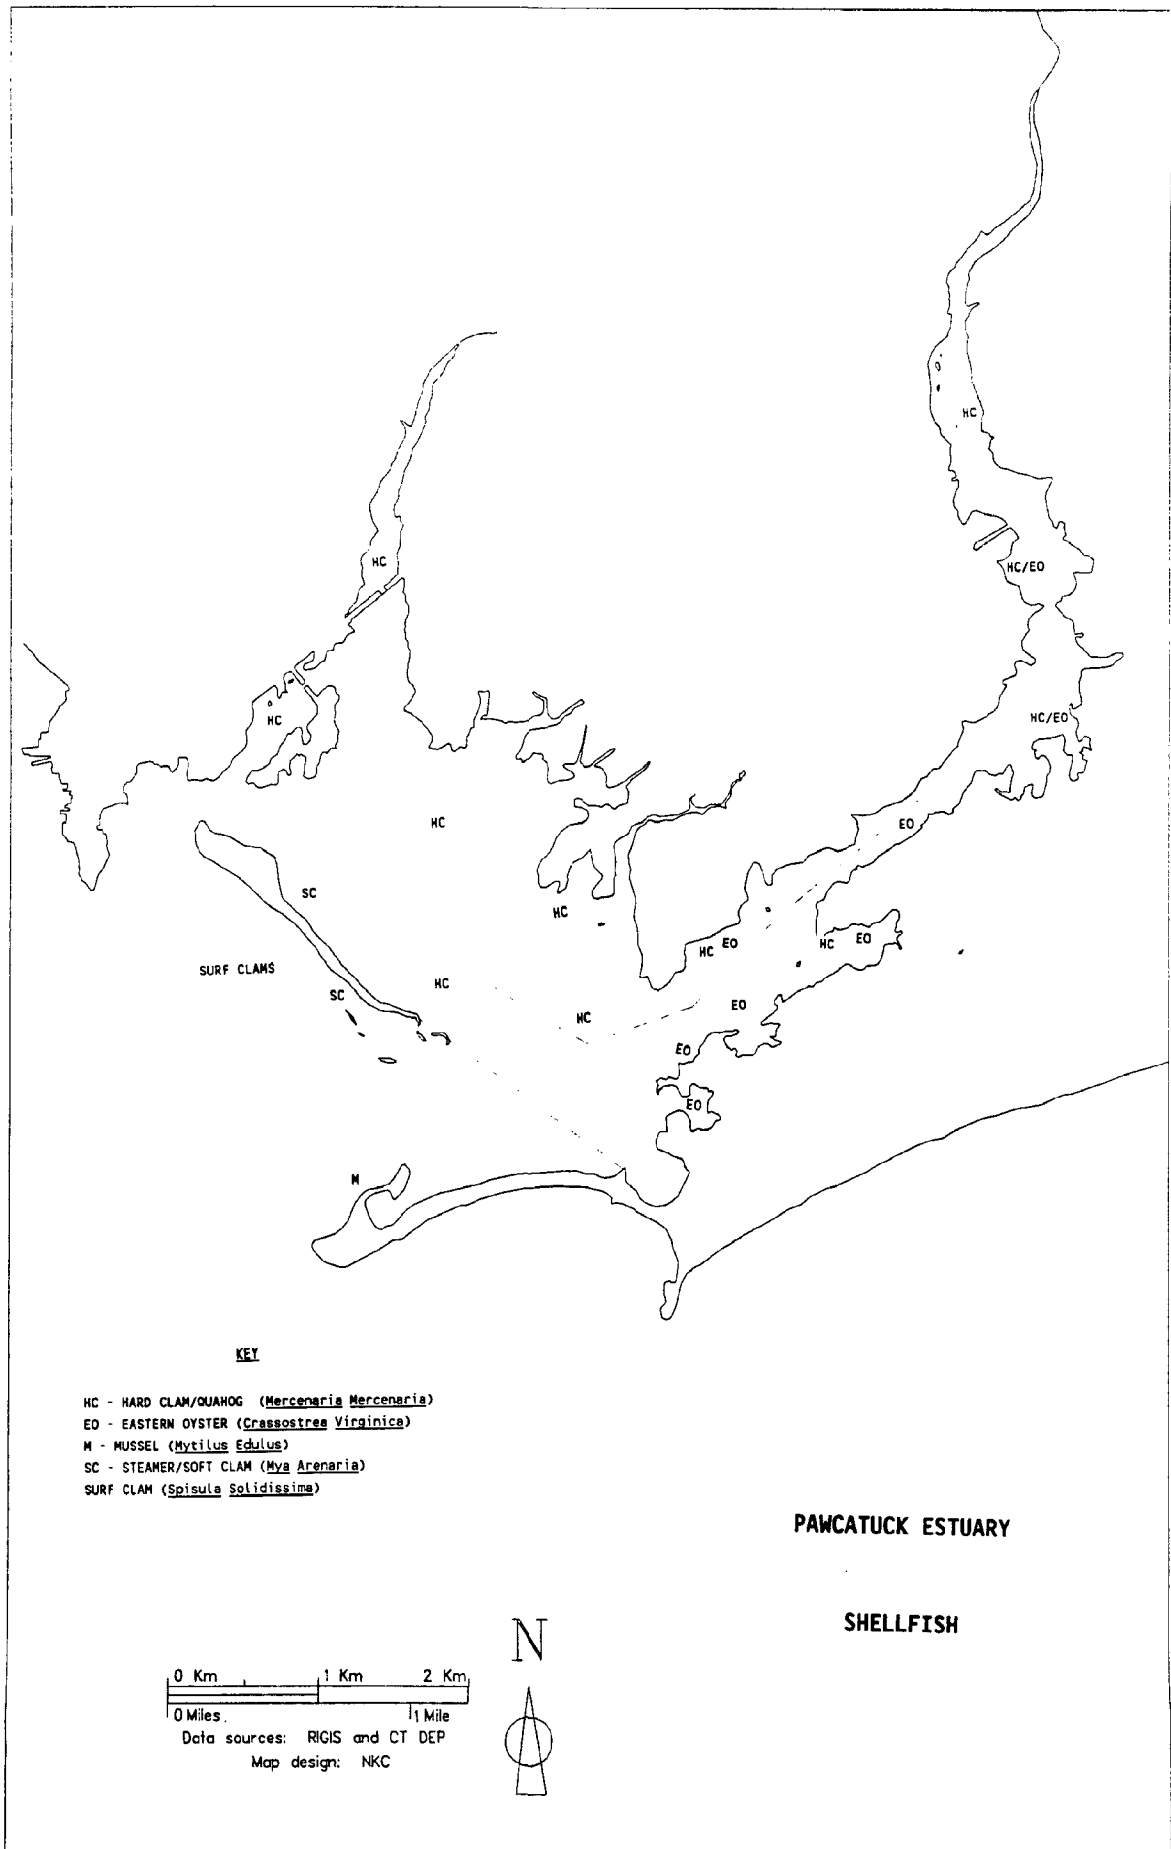 HC
HC
HC/EO
HC
HC/EO
HC
EO
SC
HC
HC
EO
HC
EO
SURF CLAMS
HC
SC
EO
HC
EO
EO
M
KEY
HC - HARD CLAM/QUAHOG (Mercenaria Mercenaria)
EO - EASTERN OYSTER (Crassostrea Virginica)
M - MUSSEL (Mytilus Edulus)
SC - STEAMER/SOFT CLAM (Mya Arenaria)
SURF CLAM (Spisula Solidissima)
PAWCATUCK ESTUARY
SHELLFISH
N
0 Km 1 Km 2 Km
0 Miles. 1 Mile
Data sources: RIGIS and CT DEP
Map design: NKC